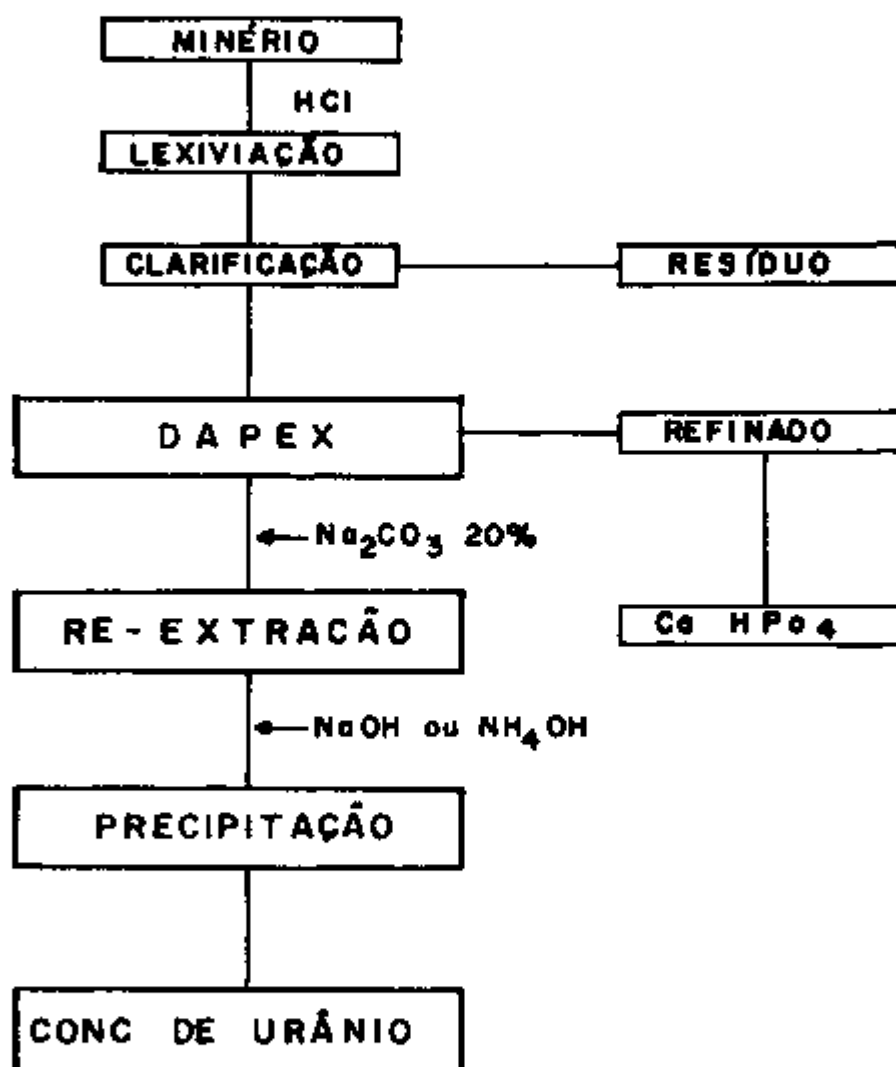 MINÉRIO
HCl
LEXIVIAÇÃO
CLARIFICAÇÃO
RESÍDUO
DAPEX
REFINADO
Na₂CO₃ 20%
RE-EXTRACÃO
Ca HPo₄
NaOH ou NH₄OH
PRECIPITAÇÃO
CONC DE URÂNIO